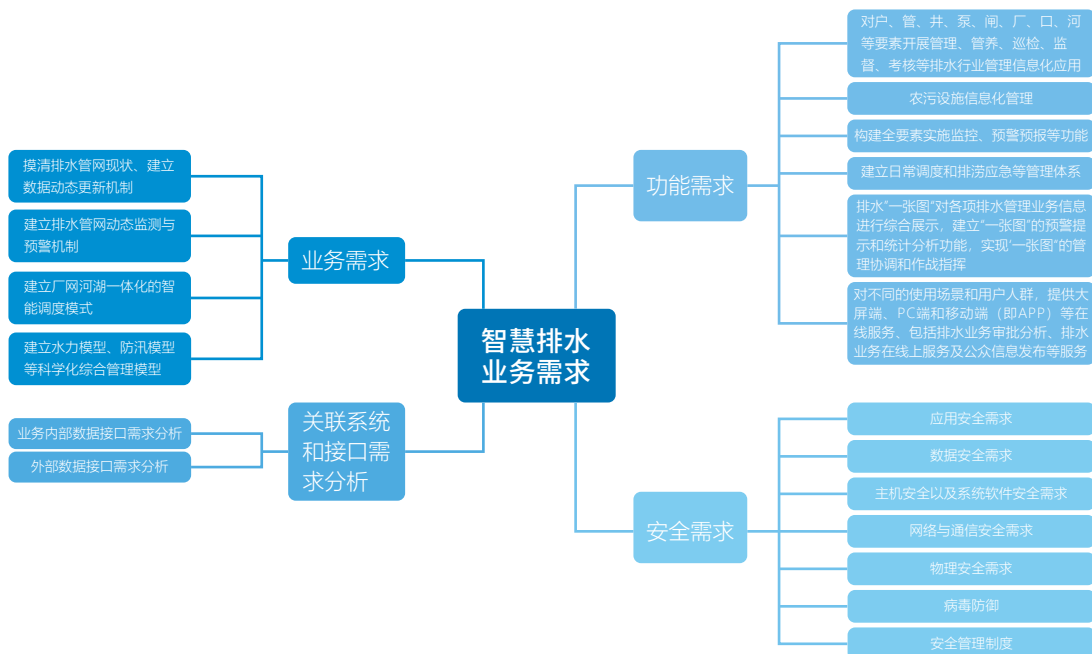 智慧排水
业务需求
业务需求
摸清排水管网现状、建立
数据动态更新机制
建立排水管网动态监测与
预警机制
建立厂网河湖一体化的智
能调度模式
建立水力模型、防汛模型
等科学化综合管理模型
关联系统
和接口需
求分析
业务内部数据接口需求分析
外部数据接口需求分析
功能需求
对户、管、井、泵、闸、厂、口、河
等要素开展管理、管养、巡检、监
督、考核等排水行业管理信息化应用
农污设施信息化管理
构建全要素实施监控、预警预报等功能
建立日常调度和排涝应急等管理体系
排水“一张图”对各项排水管理业务信息
进行综合展示，建立“一张图”的预警提
示和统计分析功能，实现“一张图”的管
理协调和作战指挥
对不同的使用场景和用户人群，提供大
屏端、PC端和移动端（即APP）等在
线服务、包括排水业务审批分析、排水
业务在线上服务及公众信息发布等服务
安全需求
应用安全需求
数据安全需求
主机安全以及系统软件安全需求
网络与通信安全需求
物理安全需求
病毒防御
安全管理制度